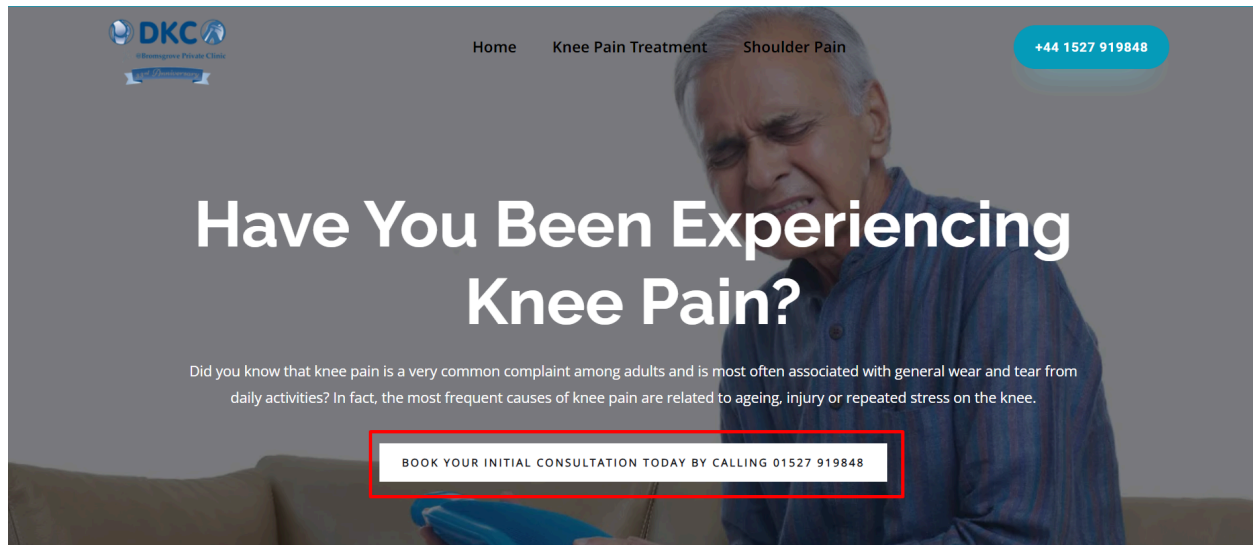 DKC
@Bromsgrove Private Clinic
Home
Knee Pain Treatment
Shoulder Pain
+44 1527 919848
Have You Been Experiencing
Knee Pain?
Did you know that knee pain is a very common complaint among adults and is most often associated with general wear and tear from
daily activities? In fact, the most frequent causes of knee pain are related to ageing, injury or repeated stress on the knee.
BOOK YOUR INITIAL CONSULTATION TODAY BY CALLING 01527 919848